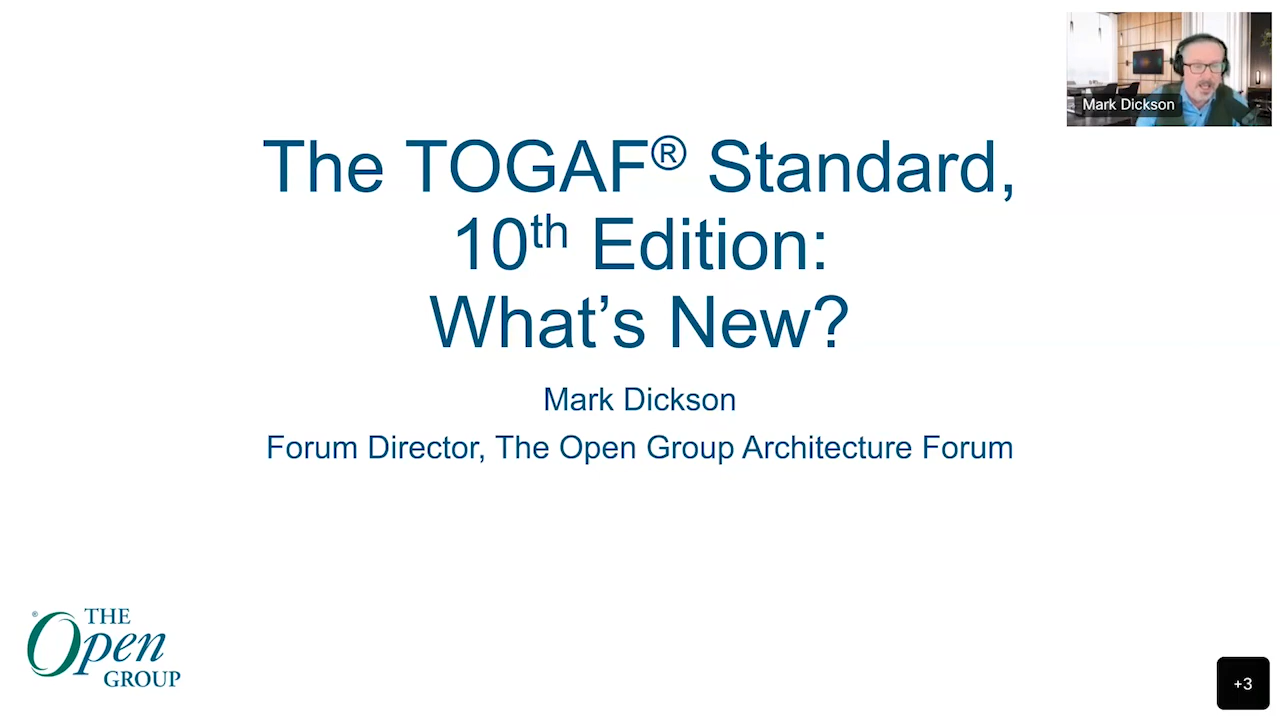 Mark Dickson
The TOGAF® Standard,
10th Edition:
What's New?
Mark Dickson
Forum Director, The Open Group Architecture Forum
® THE
Open
GROUP
+3